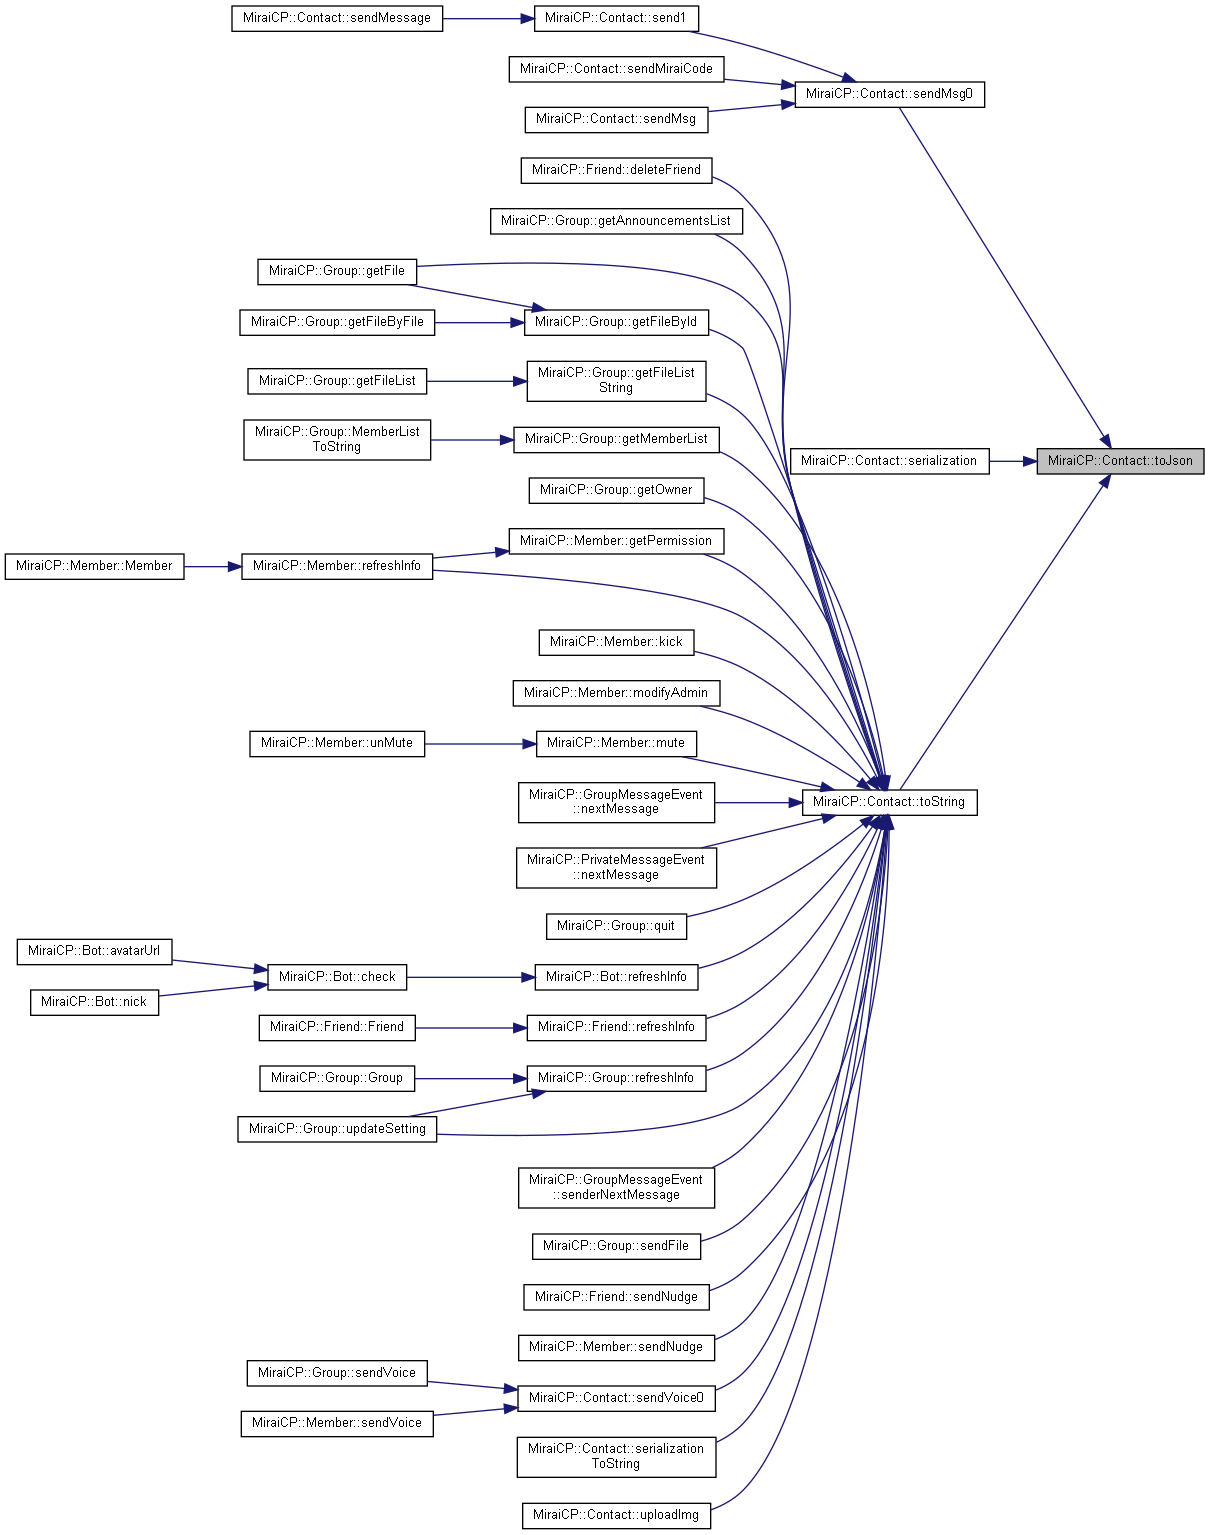 MiraiCP::Contact::sendMessage
MiraiCP::Contact::send1
MiraiCP::Contact::sendMiraiCode
MiraiCP::Contact::sendMsg0
MiraiCP::Contact::sendMsg
MiraiCP::Friend::deleteFriend
MiraiCP::Group::getAnnouncementsList
MiraiCP::Group::getFile
MiraiCP::Group::getFileByFile
MiraiCP::Group::getFileById
MiraiCP::Group::getFileList
MiraiCP::Group::getFileList
String
MiraiCP::Group::MemberList
ToString
MiraiCP::Group::getMemberList
MiraiCP::Contact::serialization
MiraiCP::Contact::toJson
MiraiCP::Group::getOwner
MiraiCP::Member::getPermission
MiraiCP::Member::Member
MiraiCP::Member::refreshInfo
MiraiCP::Member::kick
MiraiCP::Member::modifyAdmin
MiraiCP::Member::unMute
MiraiCP::Member::mute
MiraiCP::GroupMessageEvent
::nextMessage
MiraiCP::Contact::toString
MiraiCP::PrivateMessageEvent
::nextMessage
MiraiCP::Group::quit
MiraiCP::Bot::avatarUrl
MiraiCP::Bot::check
MiraiCP::Bot::refreshInfo
MiraiCP::Bot::nick
MiraiCP::Friend::Friend
MiraiCP::Friend::refreshInfo
MiraiCP::Group::Group
MiraiCP::Group::refreshInfo
MiraiCP::Group::updateSetting
MiraiCP::GroupMessageEvent
::senderNextMessage
MiraiCP::Group::sendFile
MiraiCP::Friend::sendNudge
MiraiCP::Member::sendNudge
MiraiCP::Group::sendVoice
MiraiCP::Contact::sendVoice0
MiraiCP::Member::sendVoice
MiraiCP::Contact::serialization
ToString
MiraiCP::Contact::uploadImg